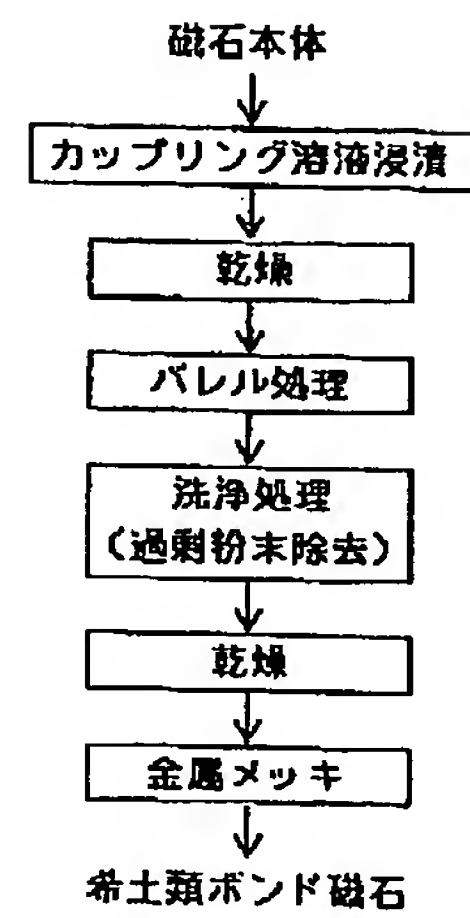 磁石本体
カップリング溶液浸漬
乾燥
バレル処理
洗浄処理
(過剰粉末除去)
乾燥
金属メッキ
希土類ボンド磁石